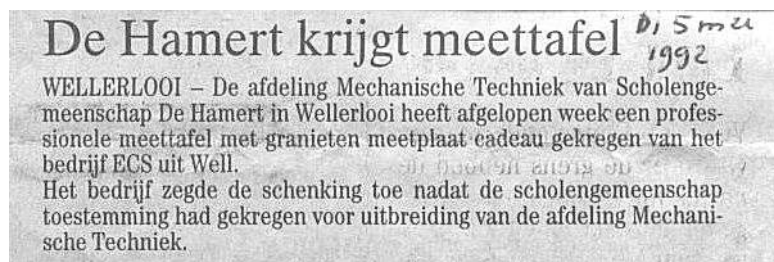 De Hamert krijgt meettafel Di 5 mei
1992
WELLERLOOI – De afdeling Mechanische Techniek van Scholenge-
meenschap De Hamert in Wellerlooi heeft afgelopen week een profes-
sionele meettafel met granieten meetplaat cadeau gekregen van het
bedrijf ECS uit Well.
Het bedrijf zegde de schenking toe nadat de scholengemeenschap
toestemming had gekregen voor uitbreiding van de afdeling Mechani-
sche Techniek.